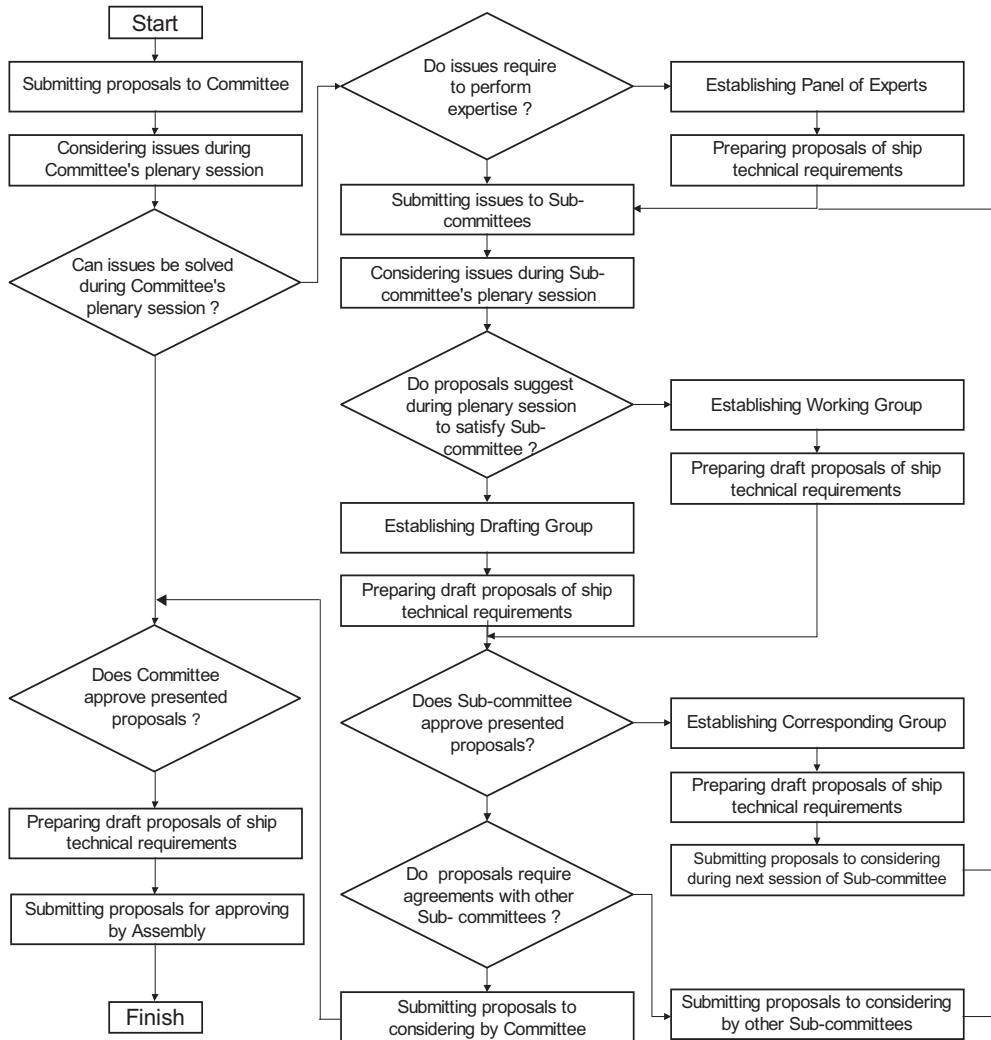 Start
Submitting proposals to Committee
Considering issues during
Committee's plenary session
Can issues be solved
during Committee's
plenary session ?
Does Committee
approve presented
proposals ?
Preparing draft proposals of ship
technical requirements
Submitting proposals for approving
by Assembly
Finish
Do issues require
to perform
expertise ?
Submitting issues to Sub-
committees
Considering issues during Sub-
committee's plenary session
Do proposals suggest
during plenary session
to satisfy Sub-
committee ?
Establishing Drafting Group
Preparing draft proposals of ship
technical requirements
Does Sub-committee
approve presented
proposals?
Do proposals require
agreements with other
Sub- committees ?
Submitting proposals to
considering by Committee
Establishing Panel of Experts
Preparing proposals of ship
technical requirements
Establishing Working Group
Preparing draft proposals of ship
technical requirements
Establishing Corresponding Group
Preparing draft proposals of ship
technical requirements
Submitting proposals to considering
during next session of Sub-committee
Submitting proposals to considering
by other Sub-committees